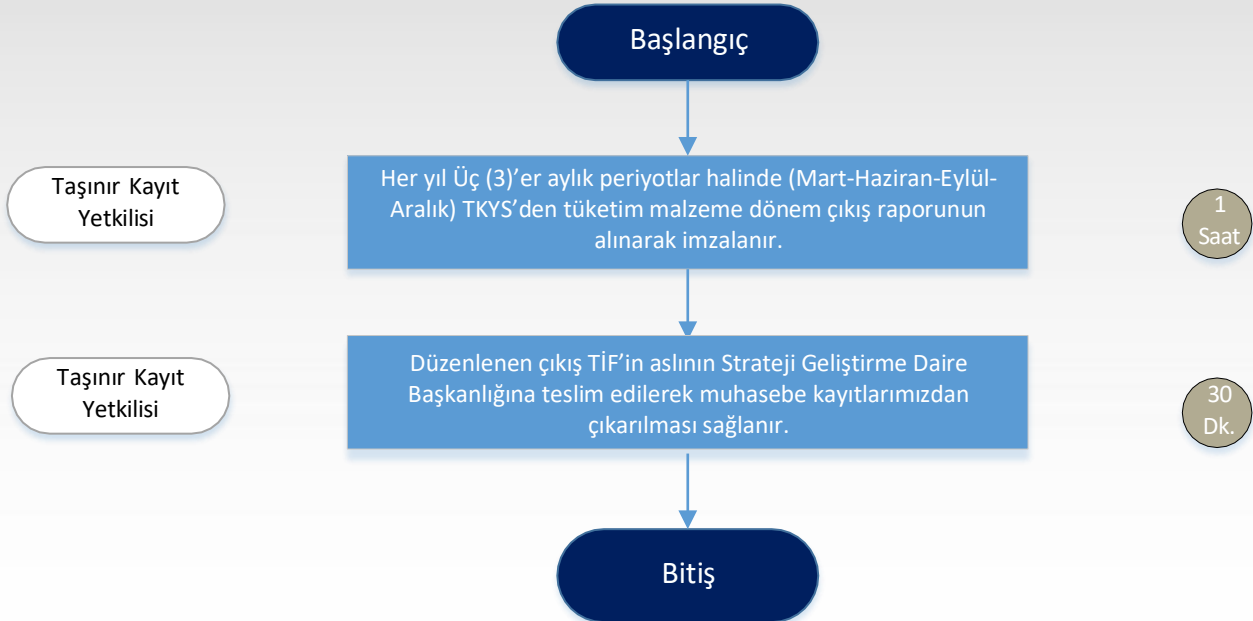 Başlangıç
Taşınır Kayıt
Yetkilisi
Her yıl Üç (3)’er aylık periyotlar halinde (Mart-Haziran-Eylül-
Aralık) TKYS’den tüketim malzeme dönem çıkış raporunun
alınarak imzalanır.
1
Saat
Taşınır Kayıt
Yetkilisi
Düzenlenen çıkış TİF’in aslının Strateji Geliştirme Daire
Başkanlığına teslim edilerek muhasebe kayıtlarımızdan
çıkarılması sağlanır.
30
Dk.
Bitiş